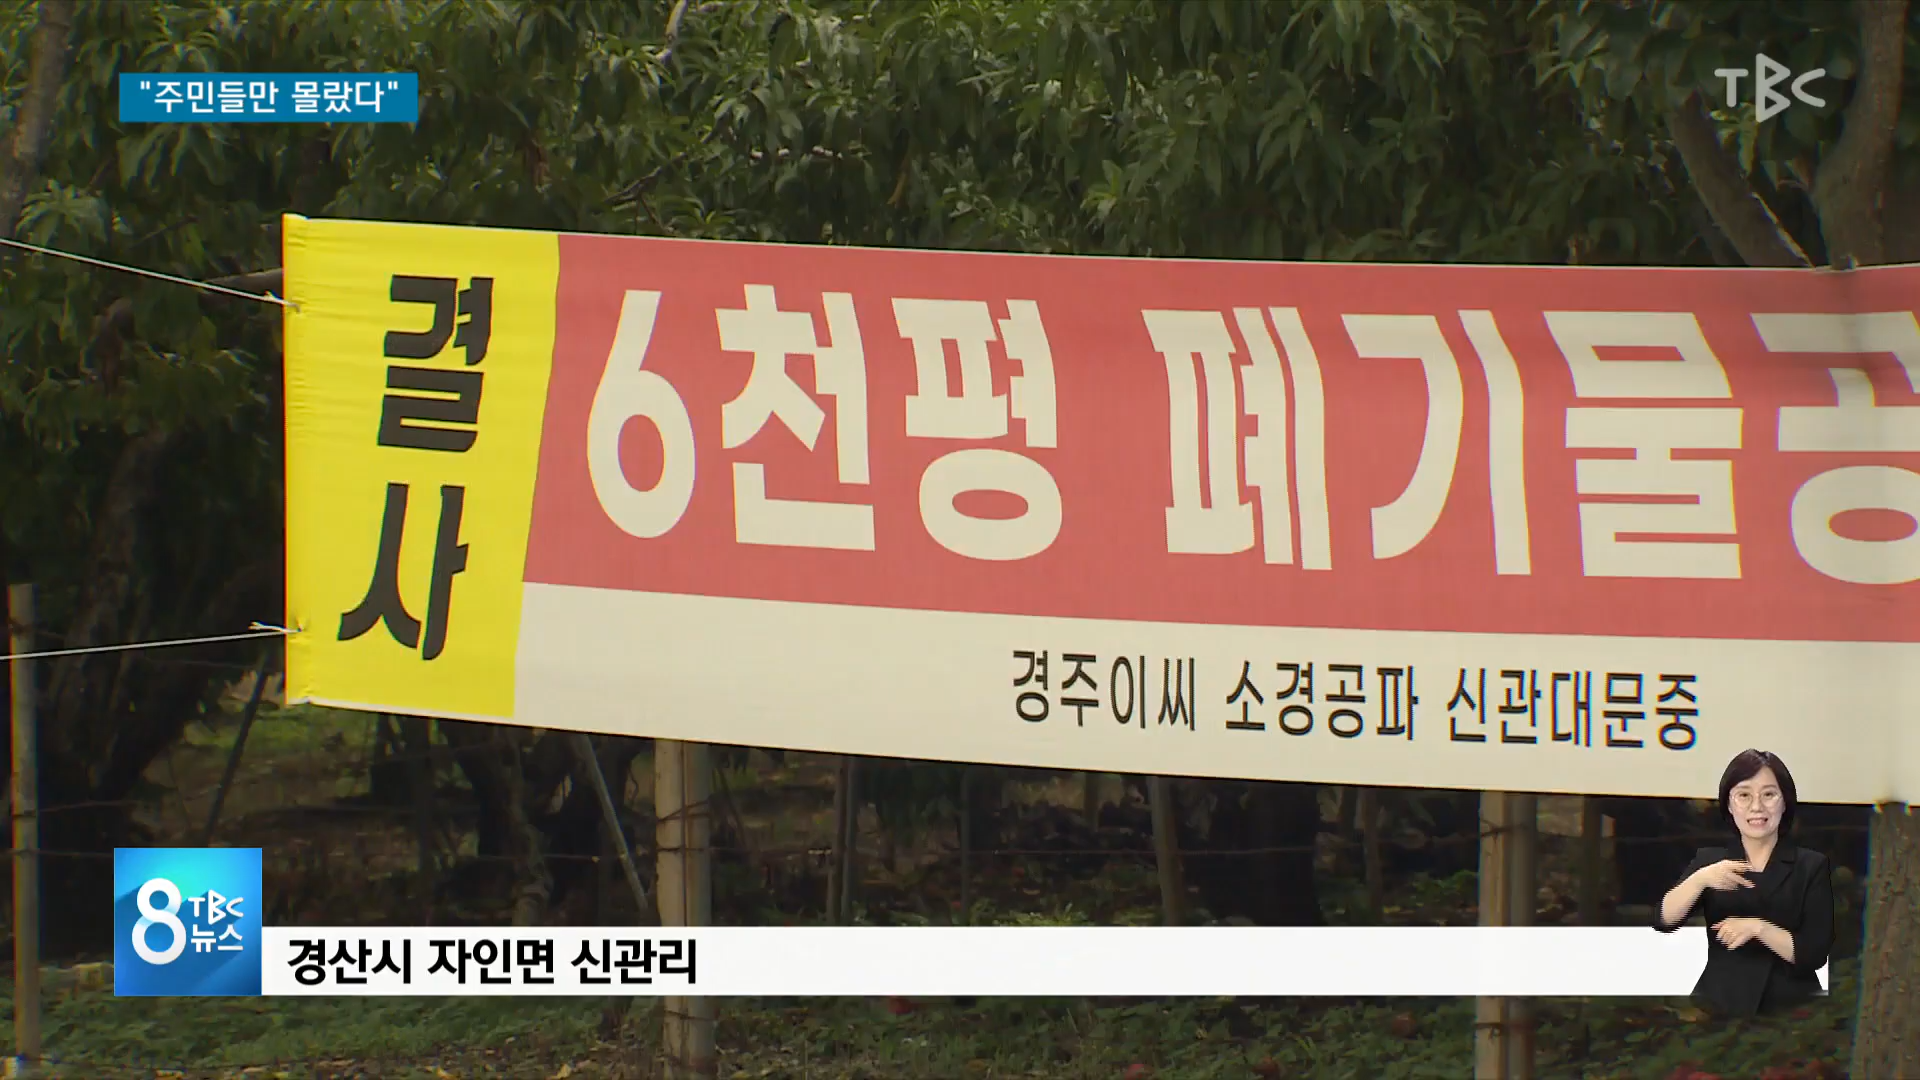 "주민들만 몰랐다"
TBC
결사
6천평 폐기물공
경주이씨 소경공파 신관대문중
8 TBC 뉴스
경산시 자인면 신관리